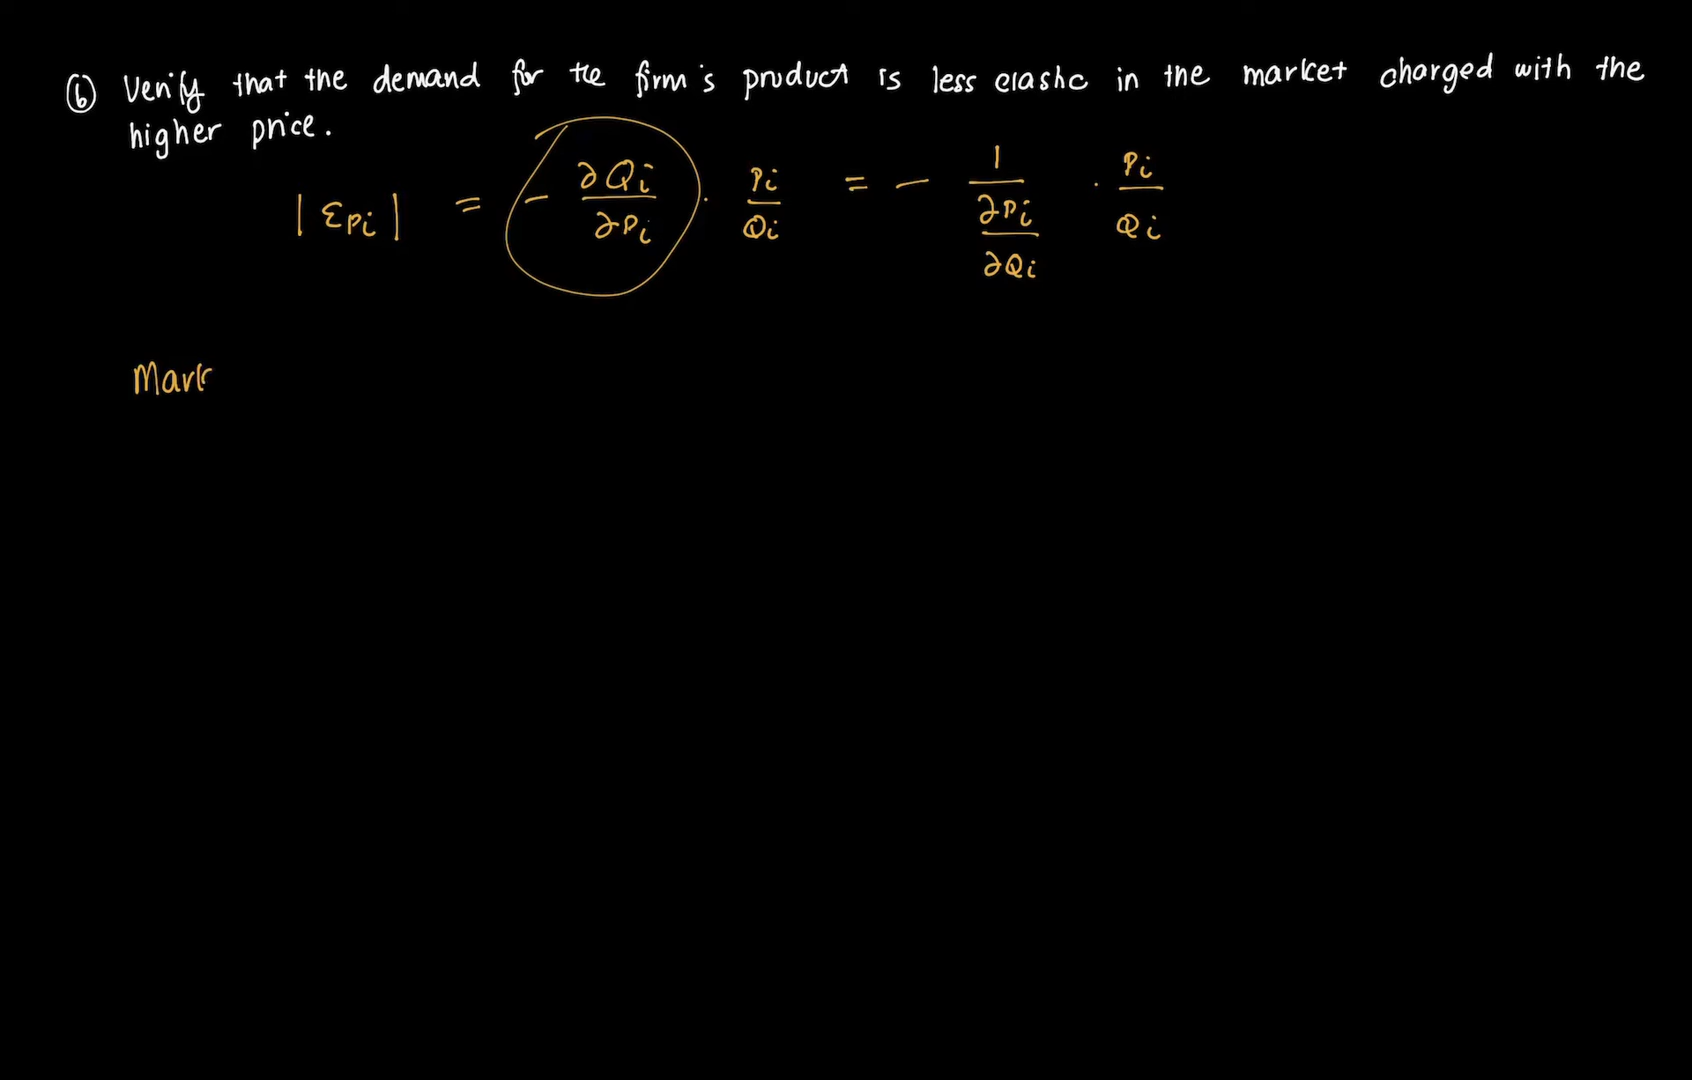 ⑥ Verify that the demand for the firm's product is less elastic in the market charged with the
higher price.
|εPi| = - ∂Qi/∂Pi · Pi/Qi = - 1/(∂Pi/∂Qi) · Pi/Qi
Mark